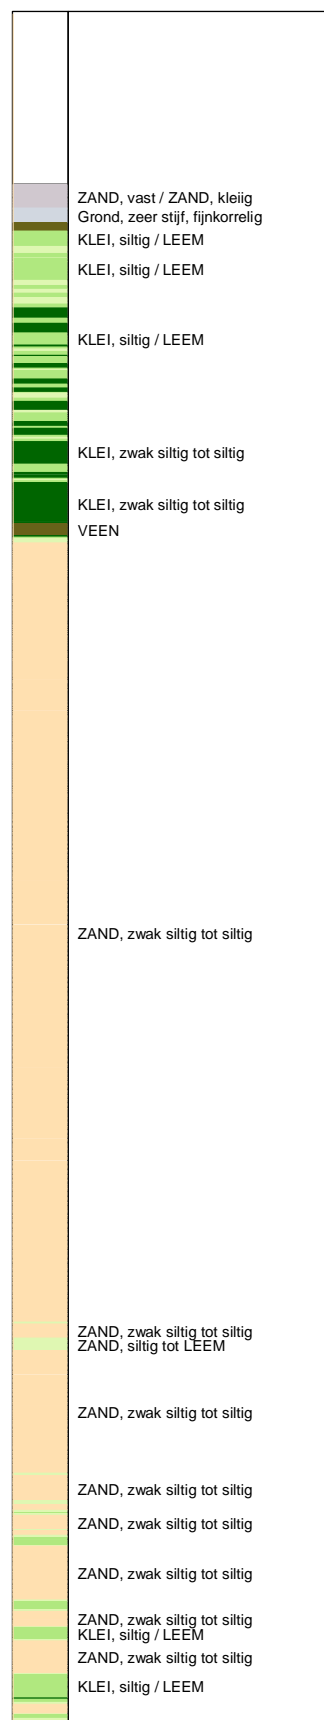 ZAND, vast / ZAND, kleiig
Grond, zeer stijf, fijnkorrelig
KLEI, siltig / LEEM
KLEI, siltig / LEEM
KLEI, siltig / LEEM
KLEI, zwak siltig tot siltig
KLEI, zwak siltig tot siltig
VEEN
ZAND, zwak siltig tot siltig
ZAND, zwak siltig tot siltig
ZAND, siltig tot LEEM
ZAND, zwak siltig tot siltig
ZAND, zwak siltig tot siltig
ZAND, zwak siltig tot siltig
ZAND, zwak siltig tot siltig
ZAND, zwak siltig tot siltig
KLEI, siltig / LEEM
ZAND, zwak siltig tot siltig
KLEI, siltig / LEEM